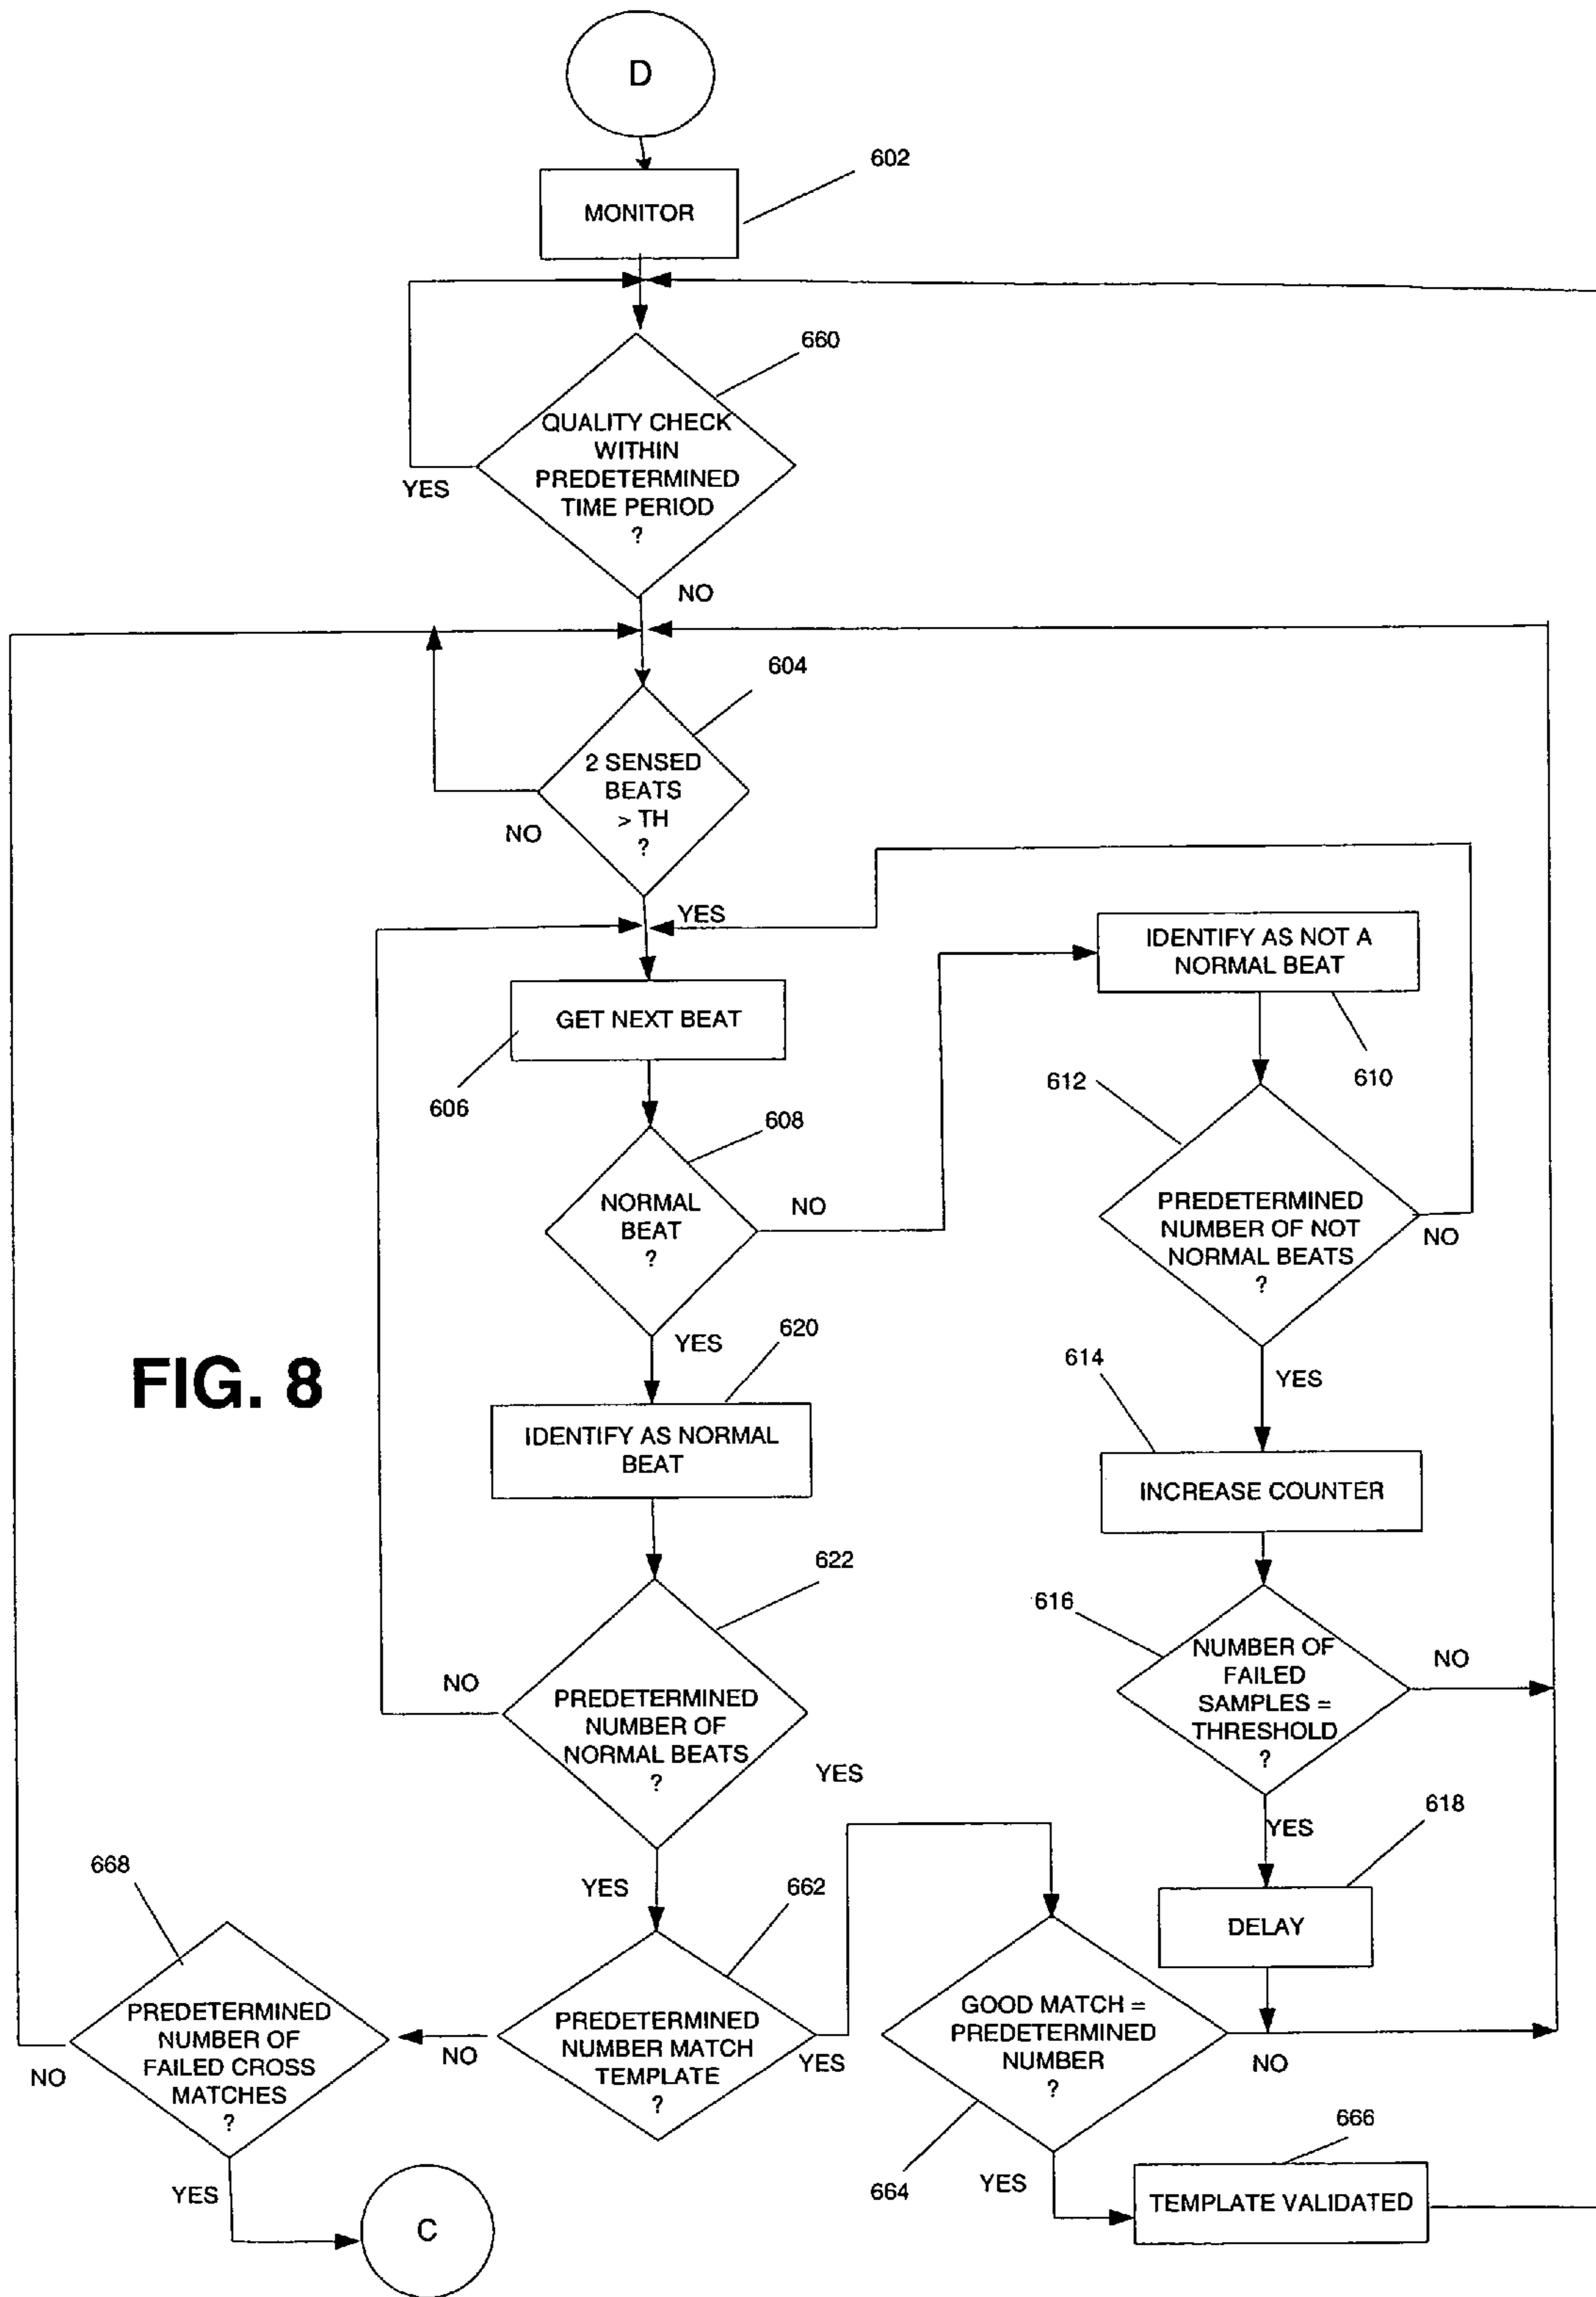 D
602
MONITOR
660
QUALITY CHECK
WITHIN
PREDETERMINED
TIME PERIOD
?
YES
NO
604
2 SENSED
BEATS
> TH
?
NO
YES
IDENTIFY AS NOT A
NORMAL BEAT
610
GET NEXT BEAT
606
612
608
NORMAL
BEAT
?
NO
PREDETERMINED
NUMBER OF NOT
NORMAL BEATS
?
NO
YES
620
YES
614
FIG. 8
IDENTIFY AS NORMAL
BEAT
INCREASE COUNTER
622
616
NUMBER OF
FAILED
SAMPLES =
THRESHOLD
?
NO
NO
PREDETERMINED
NUMBER OF
NORMAL BEATS
?
YES
YES
618
DELAY
668
YES
662
PREDETERMINED
NUMBER OF
FAILED CROSS
MATCHES
?
NO
NO
PREDETERMINED
NUMBER MATCH
TEMPLATE
?
YES
GOOD MATCH =
PREDETERMINED
NUMBER
?
NO
666
664
YES
TEMPLATE VALIDATED
YES
C